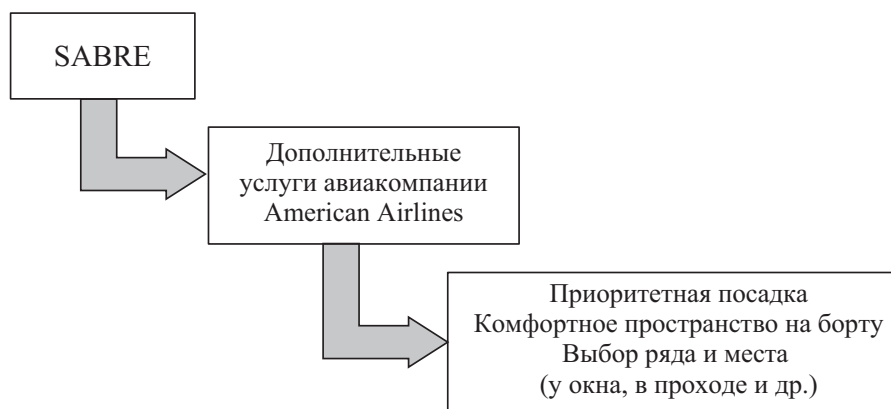 SABRE
Дополнительные
услуги авиакомпании
American Airlines
Приоритетная посадка
Комфортное пространство на борту
Выбор ряда и места
(у окна, в проходе и др.)